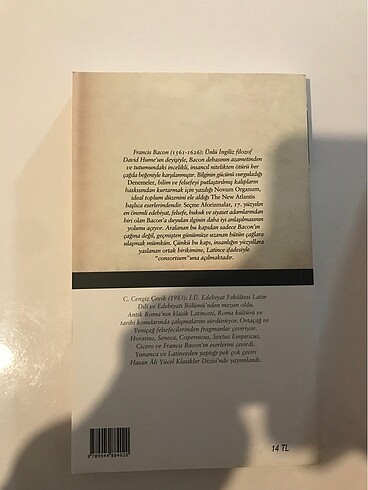 Francis Bacon (1561-1626): Ünlü İngiliz filozof
David Hume'un deyişiyle, Bacon dehasının azametinden
ve tutumundaki incelikli, insancıl nitelikten ötürü her
çağda beğeniyle karşılanmıştır. Bilginin gücünü vurguladığı
Denemeler, bilim ve felsefeyi putlaştırılmış kalıpların
baskısından kurtarmak için yazdığı Novum Organum,
ideal toplum düzenini ele aldığı The New Atlantis
başlıca eserlerindendir. Seçme Aforizmalar, 17. yüzyılın
en önemli edebiyat, felsefe, hukuk ve siyaset adamlarından
biri olan Bacon'a duyulan ilginin daha iyi anlaşılmasının
yolunu açıyor. Aralanan bu kapıdan sadece Bacon'ın
çağına değil, geçmişten günümüze uzanan bütün çağlara
ulaşmak mümkün. Çünkü bu kapı, insanlığın yüzyıllara
yaslanan ortak birikimine, Latince ifadesiyle
"consortium"una açılmaktadır.
C. Cengiz Çevik (1983): İ.Ü. Edebiyat Fakültesi Latin
Dili ve Edebiyatı Bölümü'nden mezun oldu.
Antik Roma'nın klasik Latincesi, Roma kültürü ve
tarihi konularında çalışmalarını sürdürüyor. Ortaçağ ve
Yeniçağ felsefecilerinden fragmanlar çeviriyor.
Horatius, Seneca, Copernicus, Sextus Empiricus,
Cicero ve Francis Bacon'ın eserlerini çevirdi.
Yunanca ve Latinceden yaptığı pek çok çeviri
Hasan Âli Yücel Klasikler Dizisi'nde yayımlandı.
14 TL